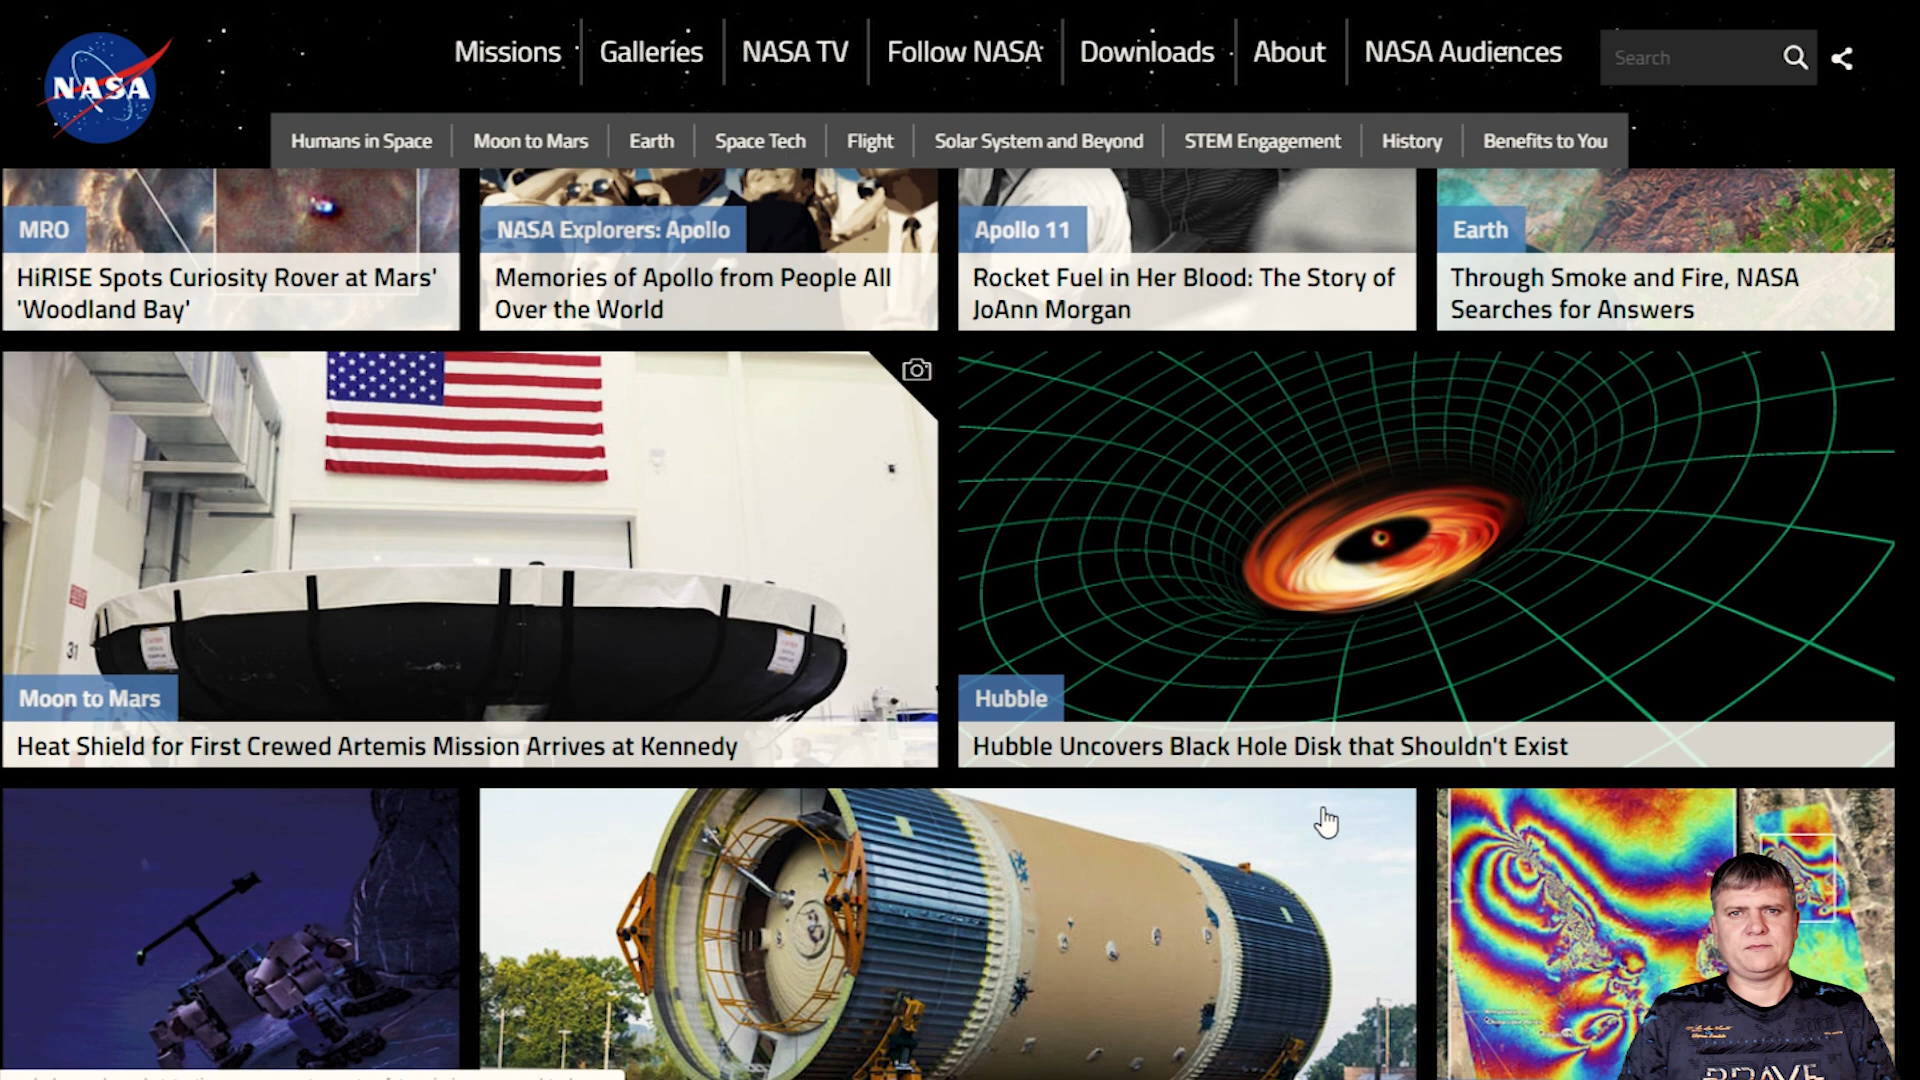 NASA
Missions
Galleries
NASA TV
Follow NASA
Downloads
About
NASA Audiences
Search
Humans in Space
Moon to Mars
Earth
Space Tech
Flight
Solar System and Beyond
STEM Engagement
History
Benefits to You
MRO
HiRISE Spots Curiosity Rover at Mars'
'Woodland Bay'
NASA Explorers: Apollo
Memories of Apollo from People All
Over the World
Apollo 11
Rocket Fuel in Her Blood: The Story of
JoAnn Morgan
Earth
Through Smoke and Fire, NASA
Searches for Answers
31
Moon to Mars
Heat Shield for First Crewed Artemis Mission Arrives at Kennedy
Hubble
Hubble Uncovers Black Hole Disk that Shouldn't Exist
BRAVE